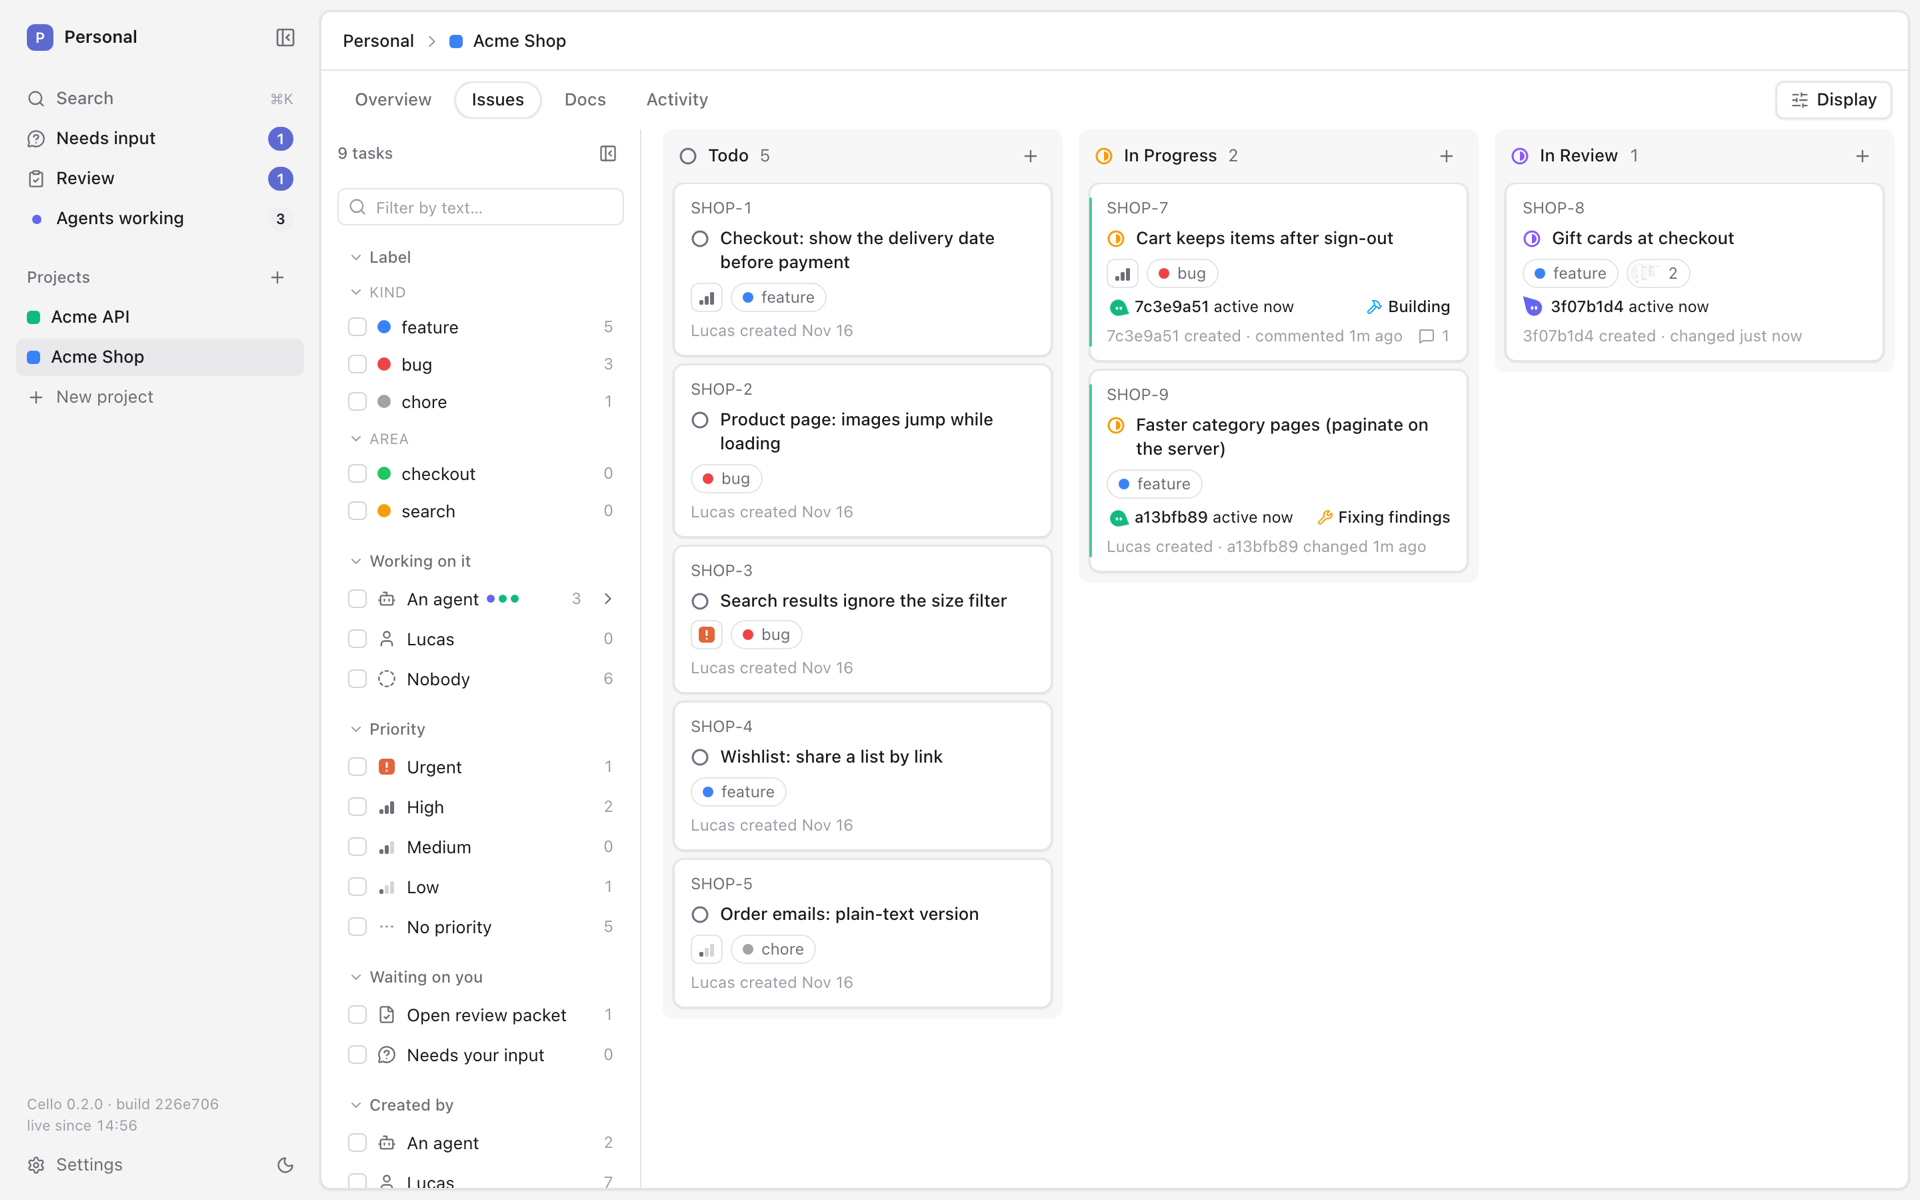 P Personal
Search ⌘K
Needs input 1
Review 1
Agents working 3
Projects
Acme API
Acme Shop
New project
Cello 0.2.0 · build 226e706
live since 14:56
Settings
Personal
Acme Shop
Overview
Issues
Docs
Activity
Display
9 tasks
Filter by text...
Label
KIND
feature 5
bug 3
chore 1
AREA
checkout 0
search 0
Working on it
An agent 3
Lucas 0
Nobody 6
Priority
Urgent 1
High 2
Medium 0
Low 1
No priority 5
Waiting on you
Open review packet 1
Needs your input 0
Created by
An agent 2
Lucas 7
Todo 5
SHOP-1
Checkout: show the delivery date
before payment
feature
Lucas created Nov 16
SHOP-2
Product page: images jump while
loading
bug
Lucas created Nov 16
SHOP-3
Search results ignore the size filter
bug
Lucas created Nov 16
SHOP-4
Wishlist: share a list by link
feature
Lucas created Nov 16
SHOP-5
Order emails: plain-text version
chore
Lucas created Nov 16
In Progress 2
SHOP-7
Cart keeps items after sign-out
bug
7c3e9a51 active now Building
7c3e9a51 created · commented 1m ago 1
SHOP-9
Faster category pages (paginate on
the server)
feature
a13bfb89 active now Fixing findings
Lucas created · a13bfb89 changed 1m ago
In Review 1
SHOP-8
Gift cards at checkout
feature 2
3f07b1d4 active now
3f07b1d4 created · changed just now